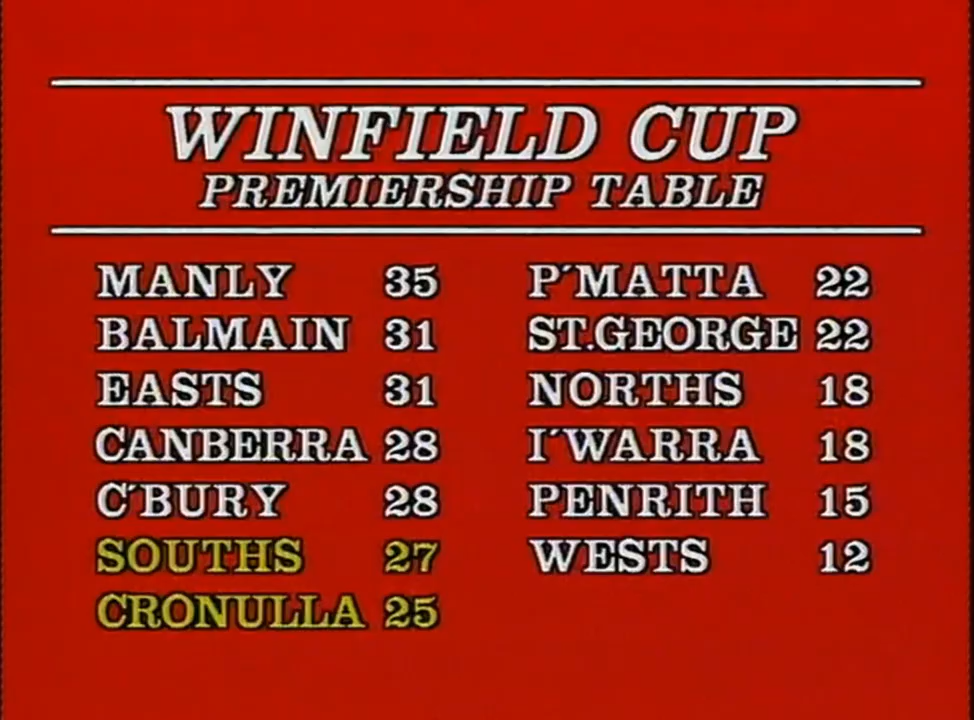 WINFIELD CUP
PREMIERSHIP TABLE
MANLY 35
BALMAIN 31
EASTS 31
CANBERRA 28
C'BURY 28
SOUTHS 27
CRONULLA 25
P'MATTA 22
ST.GEORGE 22
NORTHS 18
I'WARRA 18
PENRITH 15
WESTS 12